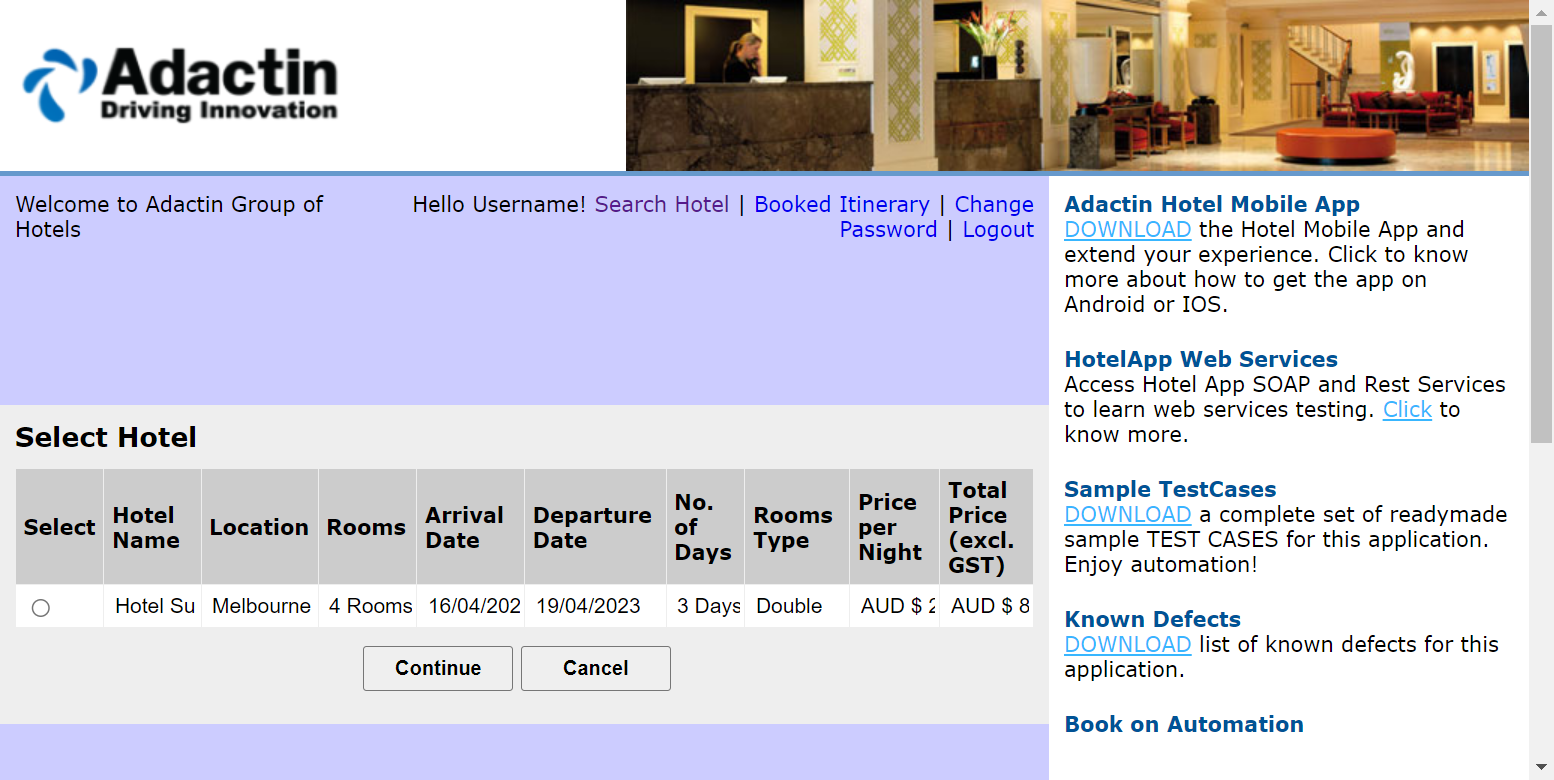 Adactin
Driving Innovation
Welcome to Adactin Group of
Hotels
Hello Username! Search Hotel | Booked Itinerary | Change
Password | Logout
Select Hotel
Select Hotel Name Location Rooms Arrival Date Departure Date No. of Days Rooms Type Price per Night Total Price (excl. GST)
Hotel Su Melbourne 4 Rooms 16/04/202 19/04/2023 3 Days Double AUD $ 2 AUD $ 8
Continue Cancel
Adactin Hotel Mobile App
DOWNLOAD the Hotel Mobile App and
extend your experience. Click to know
more about how to get the app on
Android or IOS.
HotelApp Web Services
Access Hotel App SOAP and Rest Services
to learn web services testing. Click to
know more.
Sample TestCases
DOWNLOAD a complete set of readymade
sample TEST CASES for this application.
Enjoy automation!
Known Defects
DOWNLOAD list of known defects for this
application.
Book on Automation